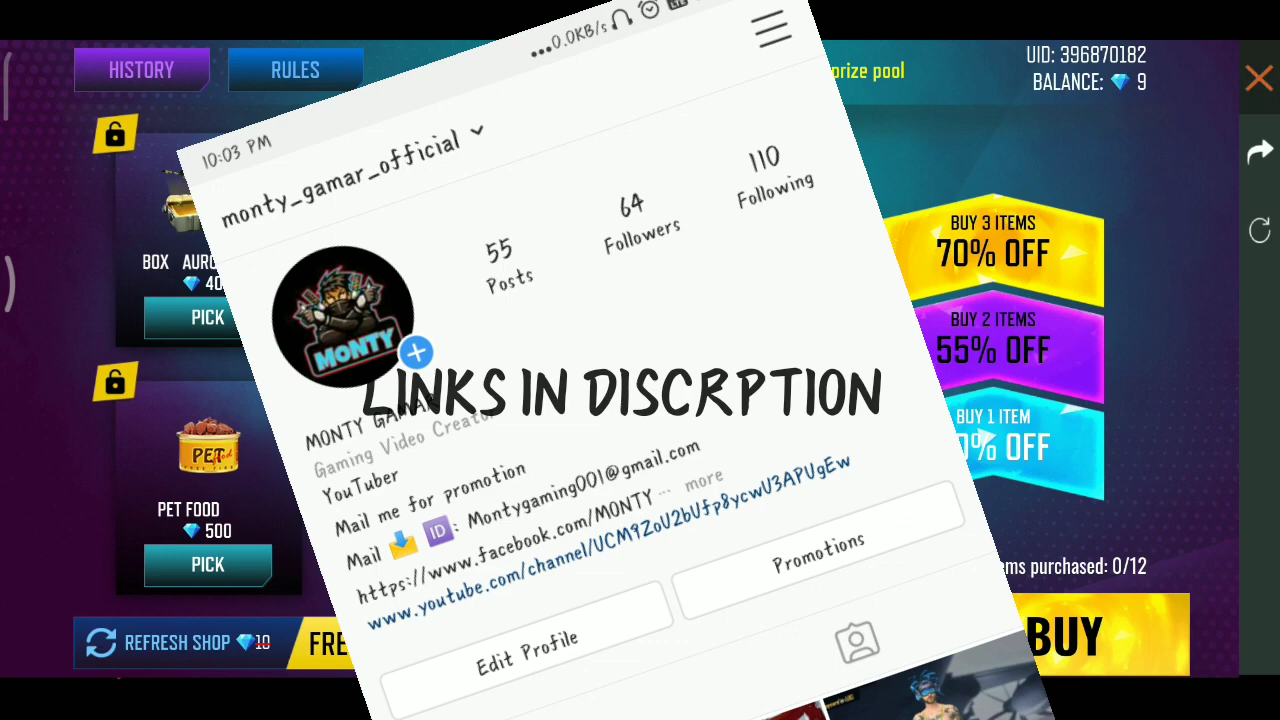 HISTORY
RULES
prize pool
UID: 396870182
BALANCE: 9
BOX
40
PICK
PET FOOD
500
PICK
REFRESH SHOP 10
BUY 3 ITEMS
70% OFF
BUY 2 ITEMS
55% OFF
BUY 1 ITEM
0% OFF
ems purchased: 0/12
BUY
...0.0KB/s
10:03 PM
monty_gamar_official
55
Posts
64
Followers
110
Following
MONTY
LINKS IN DISCRPTION
MONTY GAMAR
Gaming Video Creator
YouTuber
Mail me for promotion
Mail 📩 🆔: Montygaming001@gmail.com
https://www.facebook.com/MONTY ... more
www.youtube.com/channel/UCM9ZoU2bUfp8ycwU3APUgEw
Edit Profile
Promotions